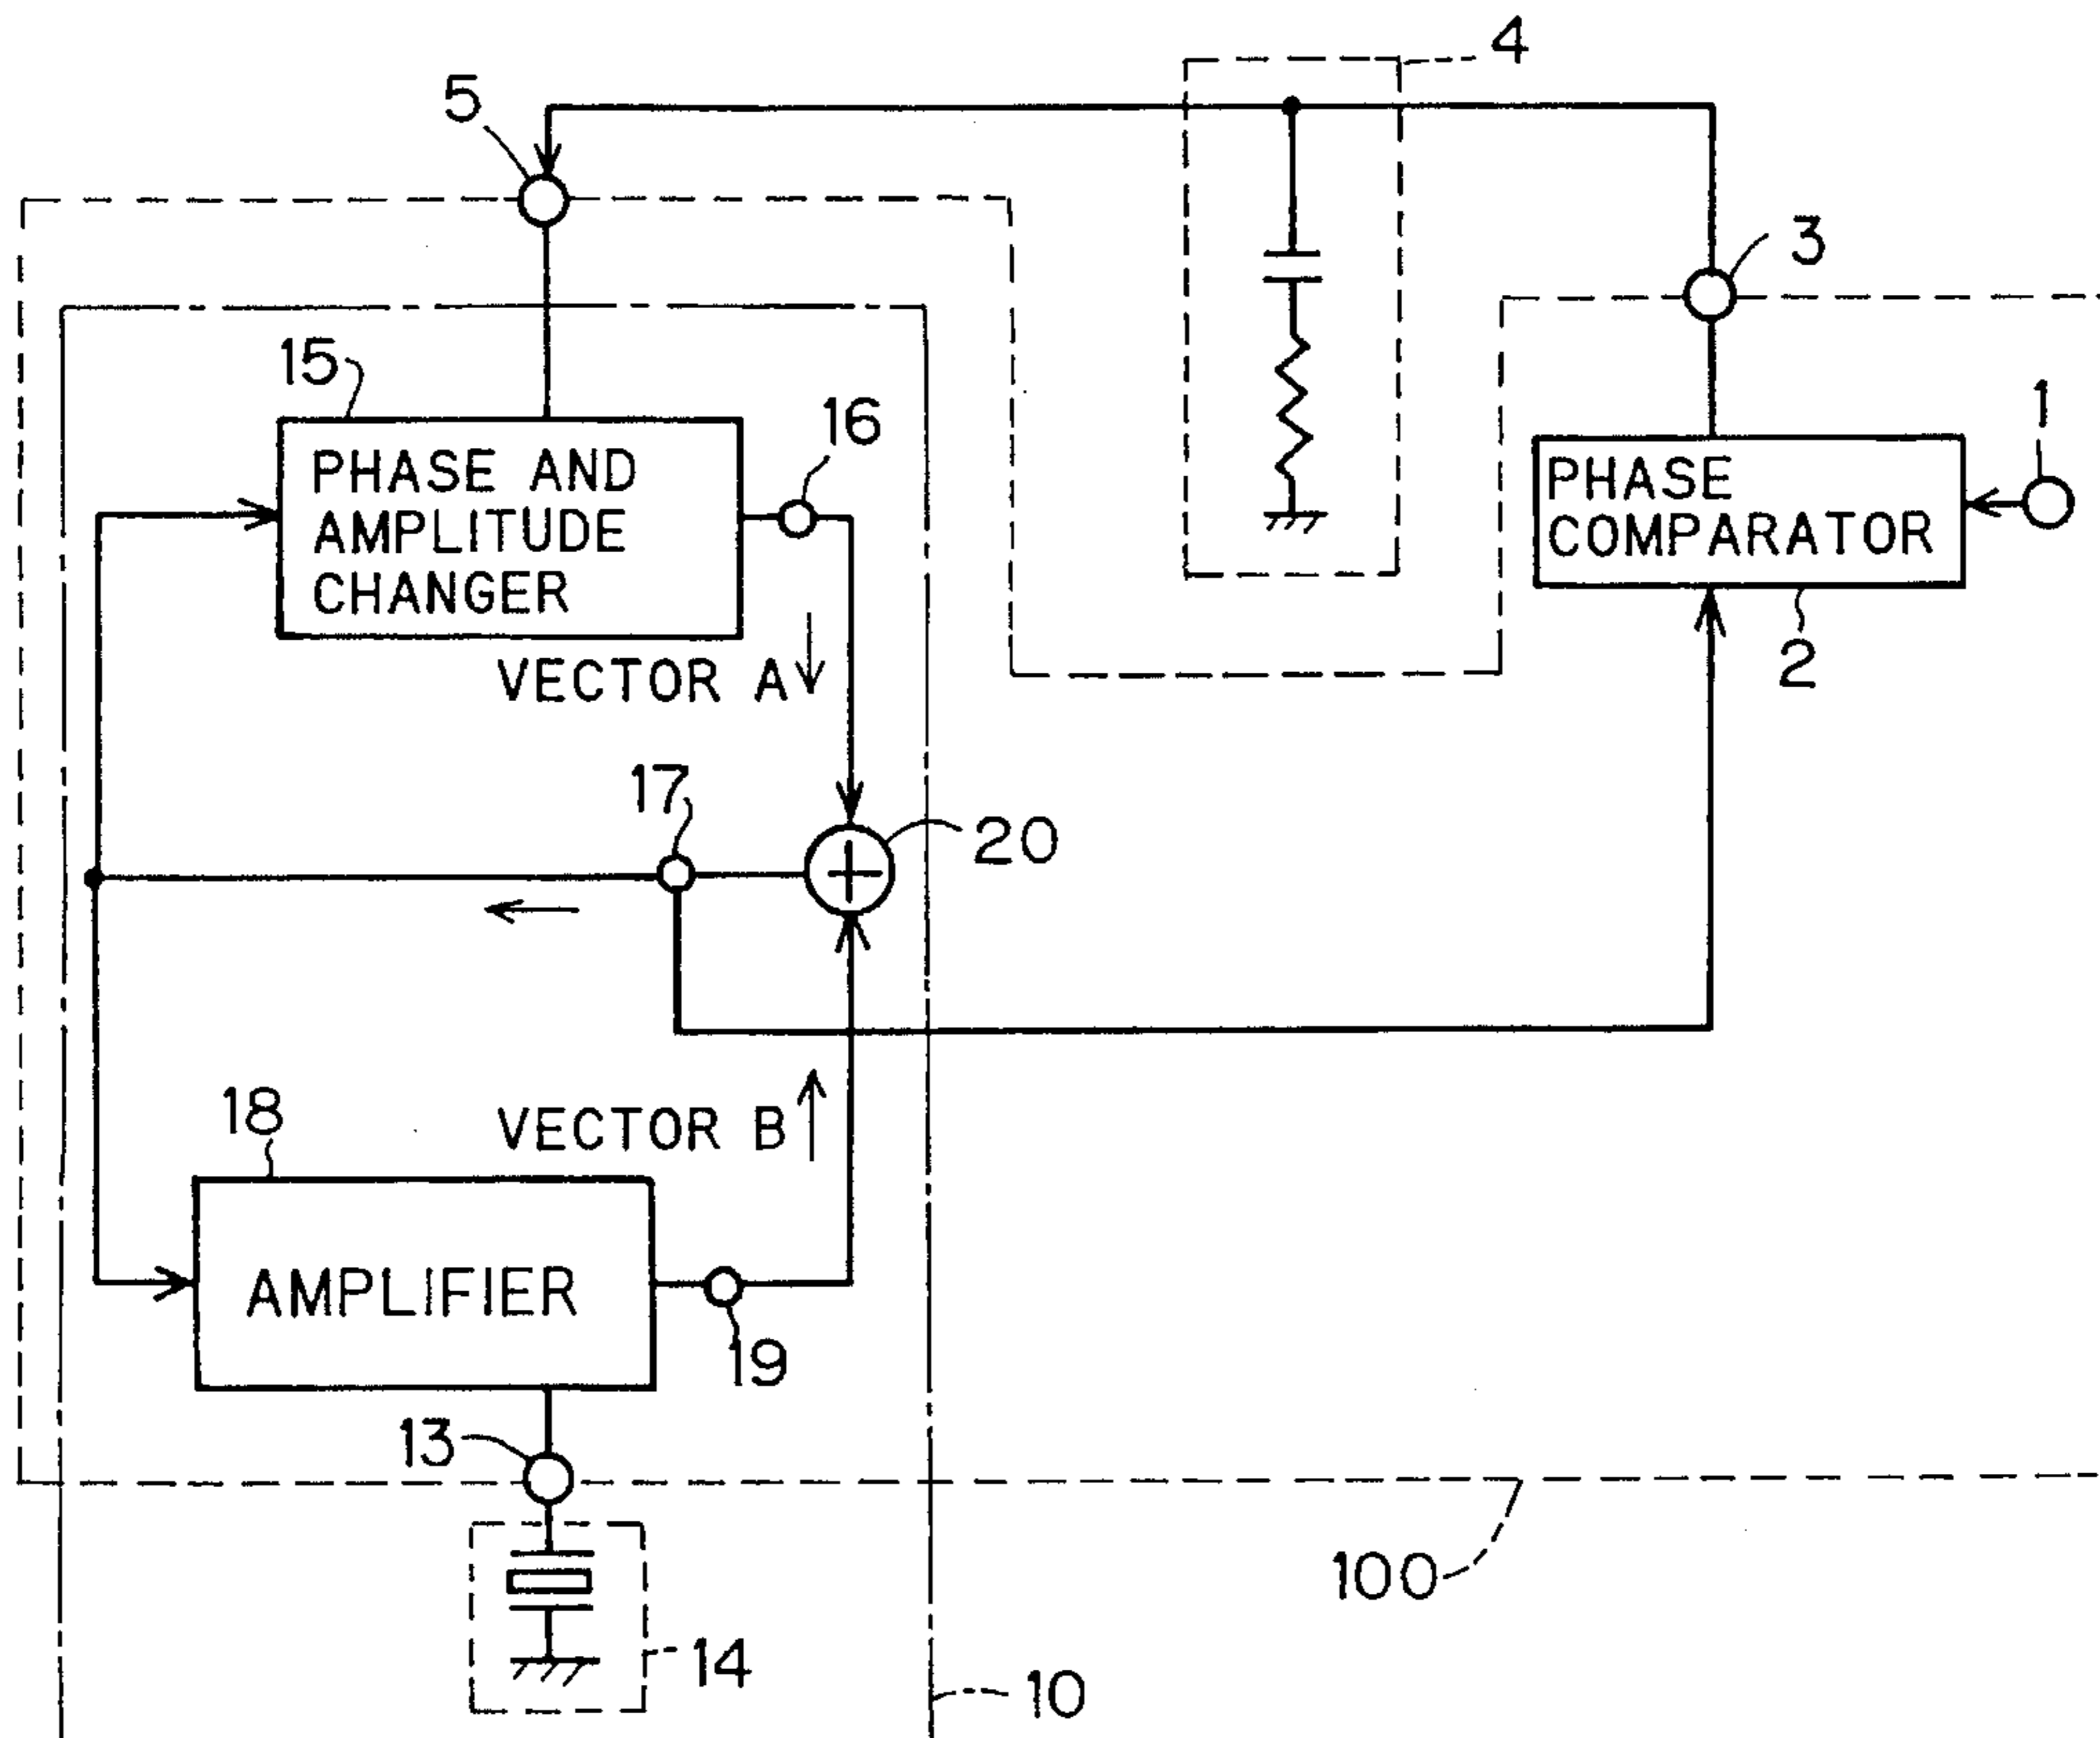 4
5
3
15
16
1
PHASE AND
AMPLITUDE
CHANGER
PHASE
COMPARATOR
VECTOR A
2
17
20
18
VECTOR B
AMPLIFIER
19
13
100
14
10